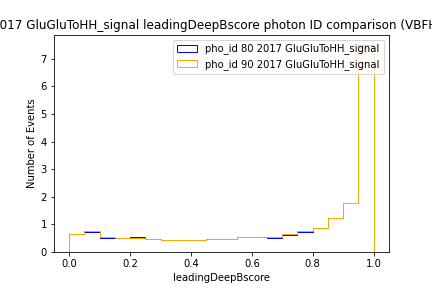 017 GluGluToHH_signal leadingDeepBscore photon ID comparison (VBFH
pho_id 80 2017 GluGluToHH_signal
pho_id 90 2017 GluGluToHH_signal
Number of Events
7
6
5
4
3
2
1
0
0.0 0.2 0.4 0.6 0.8 1.0
leadingDeepBscore